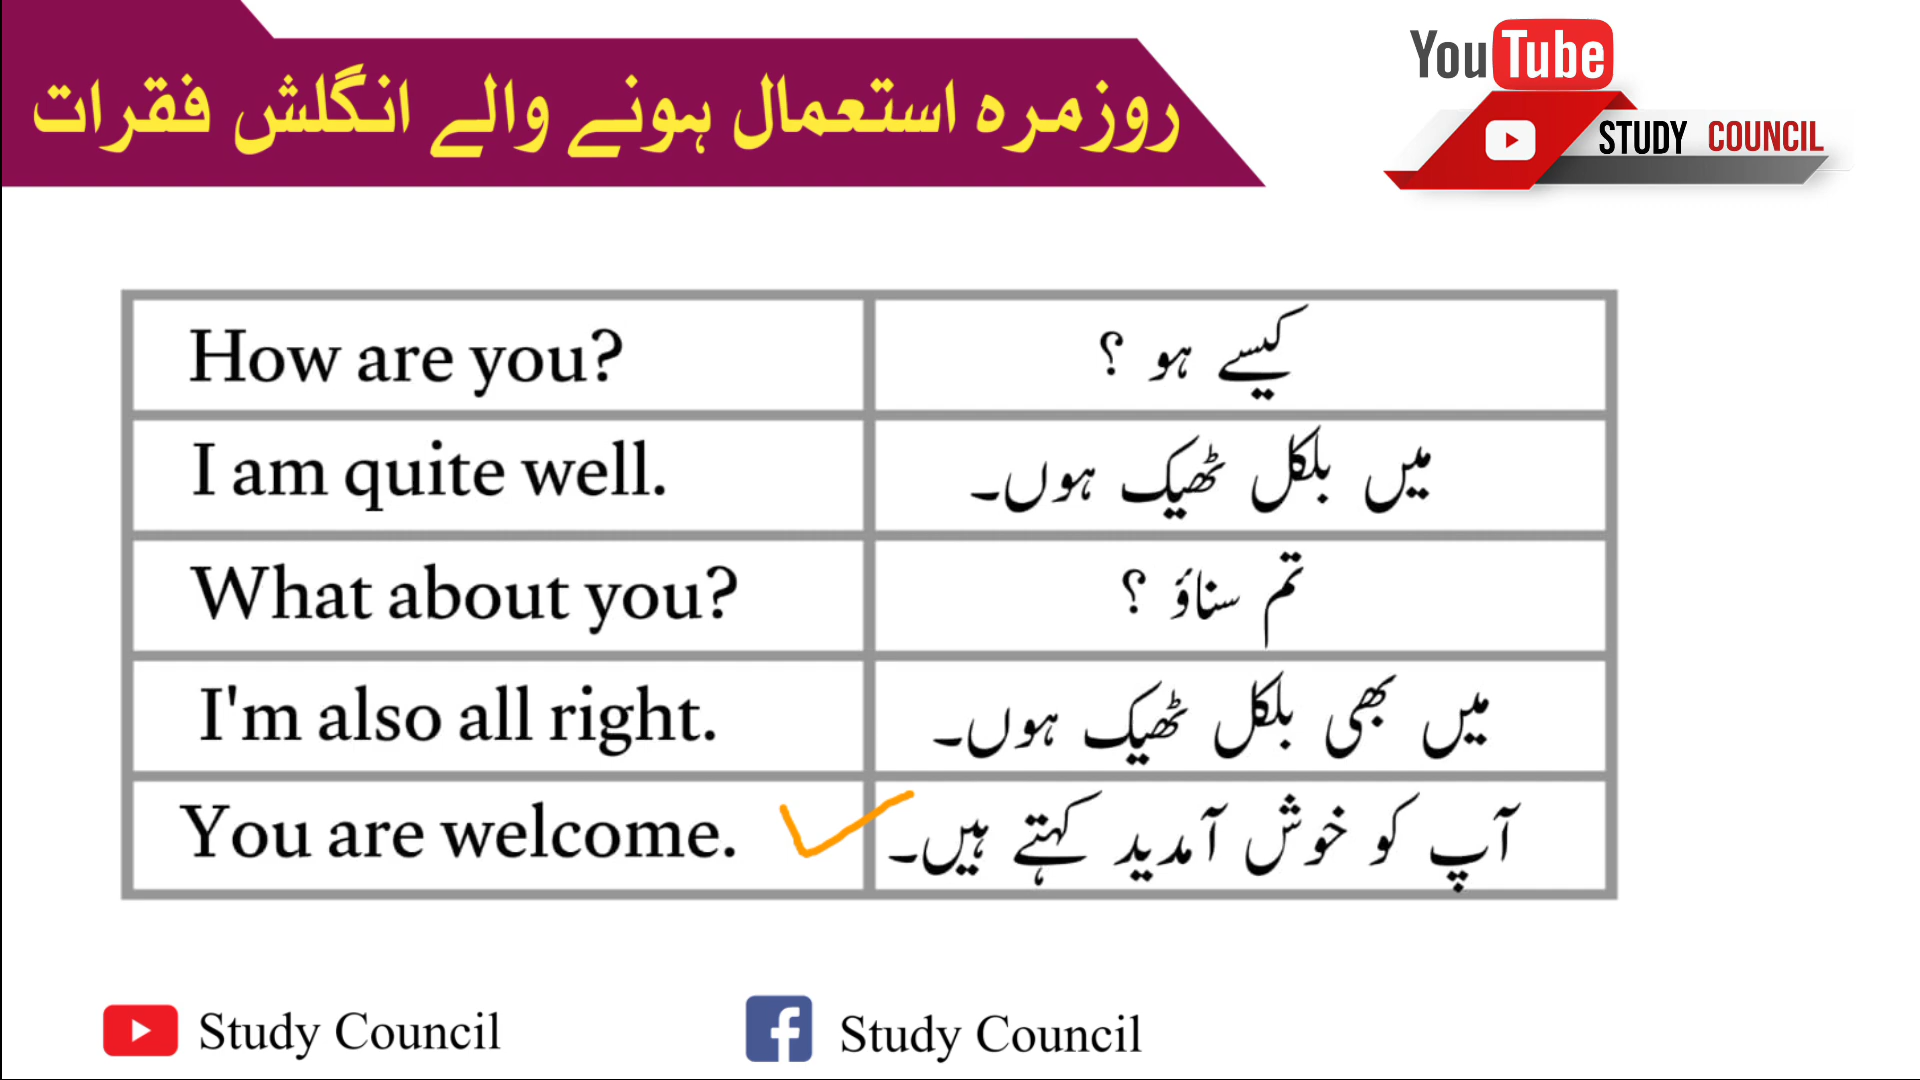 روزمرہ استعمال ہونے والے انگلش فقرات
YouTube
STUDY COUNCIL
How are you?
کیسے ہو ؟
I am quite well.
میں بلکل ٹھیک ہوں۔
What about you?
تم سناؤ ؟
I'm also all right.
میں بھی بلکل ٹھیک ہوں۔
You are welcome.
آپ کو خوش آمدید کہتے ہیں۔
Study Council
Study Council